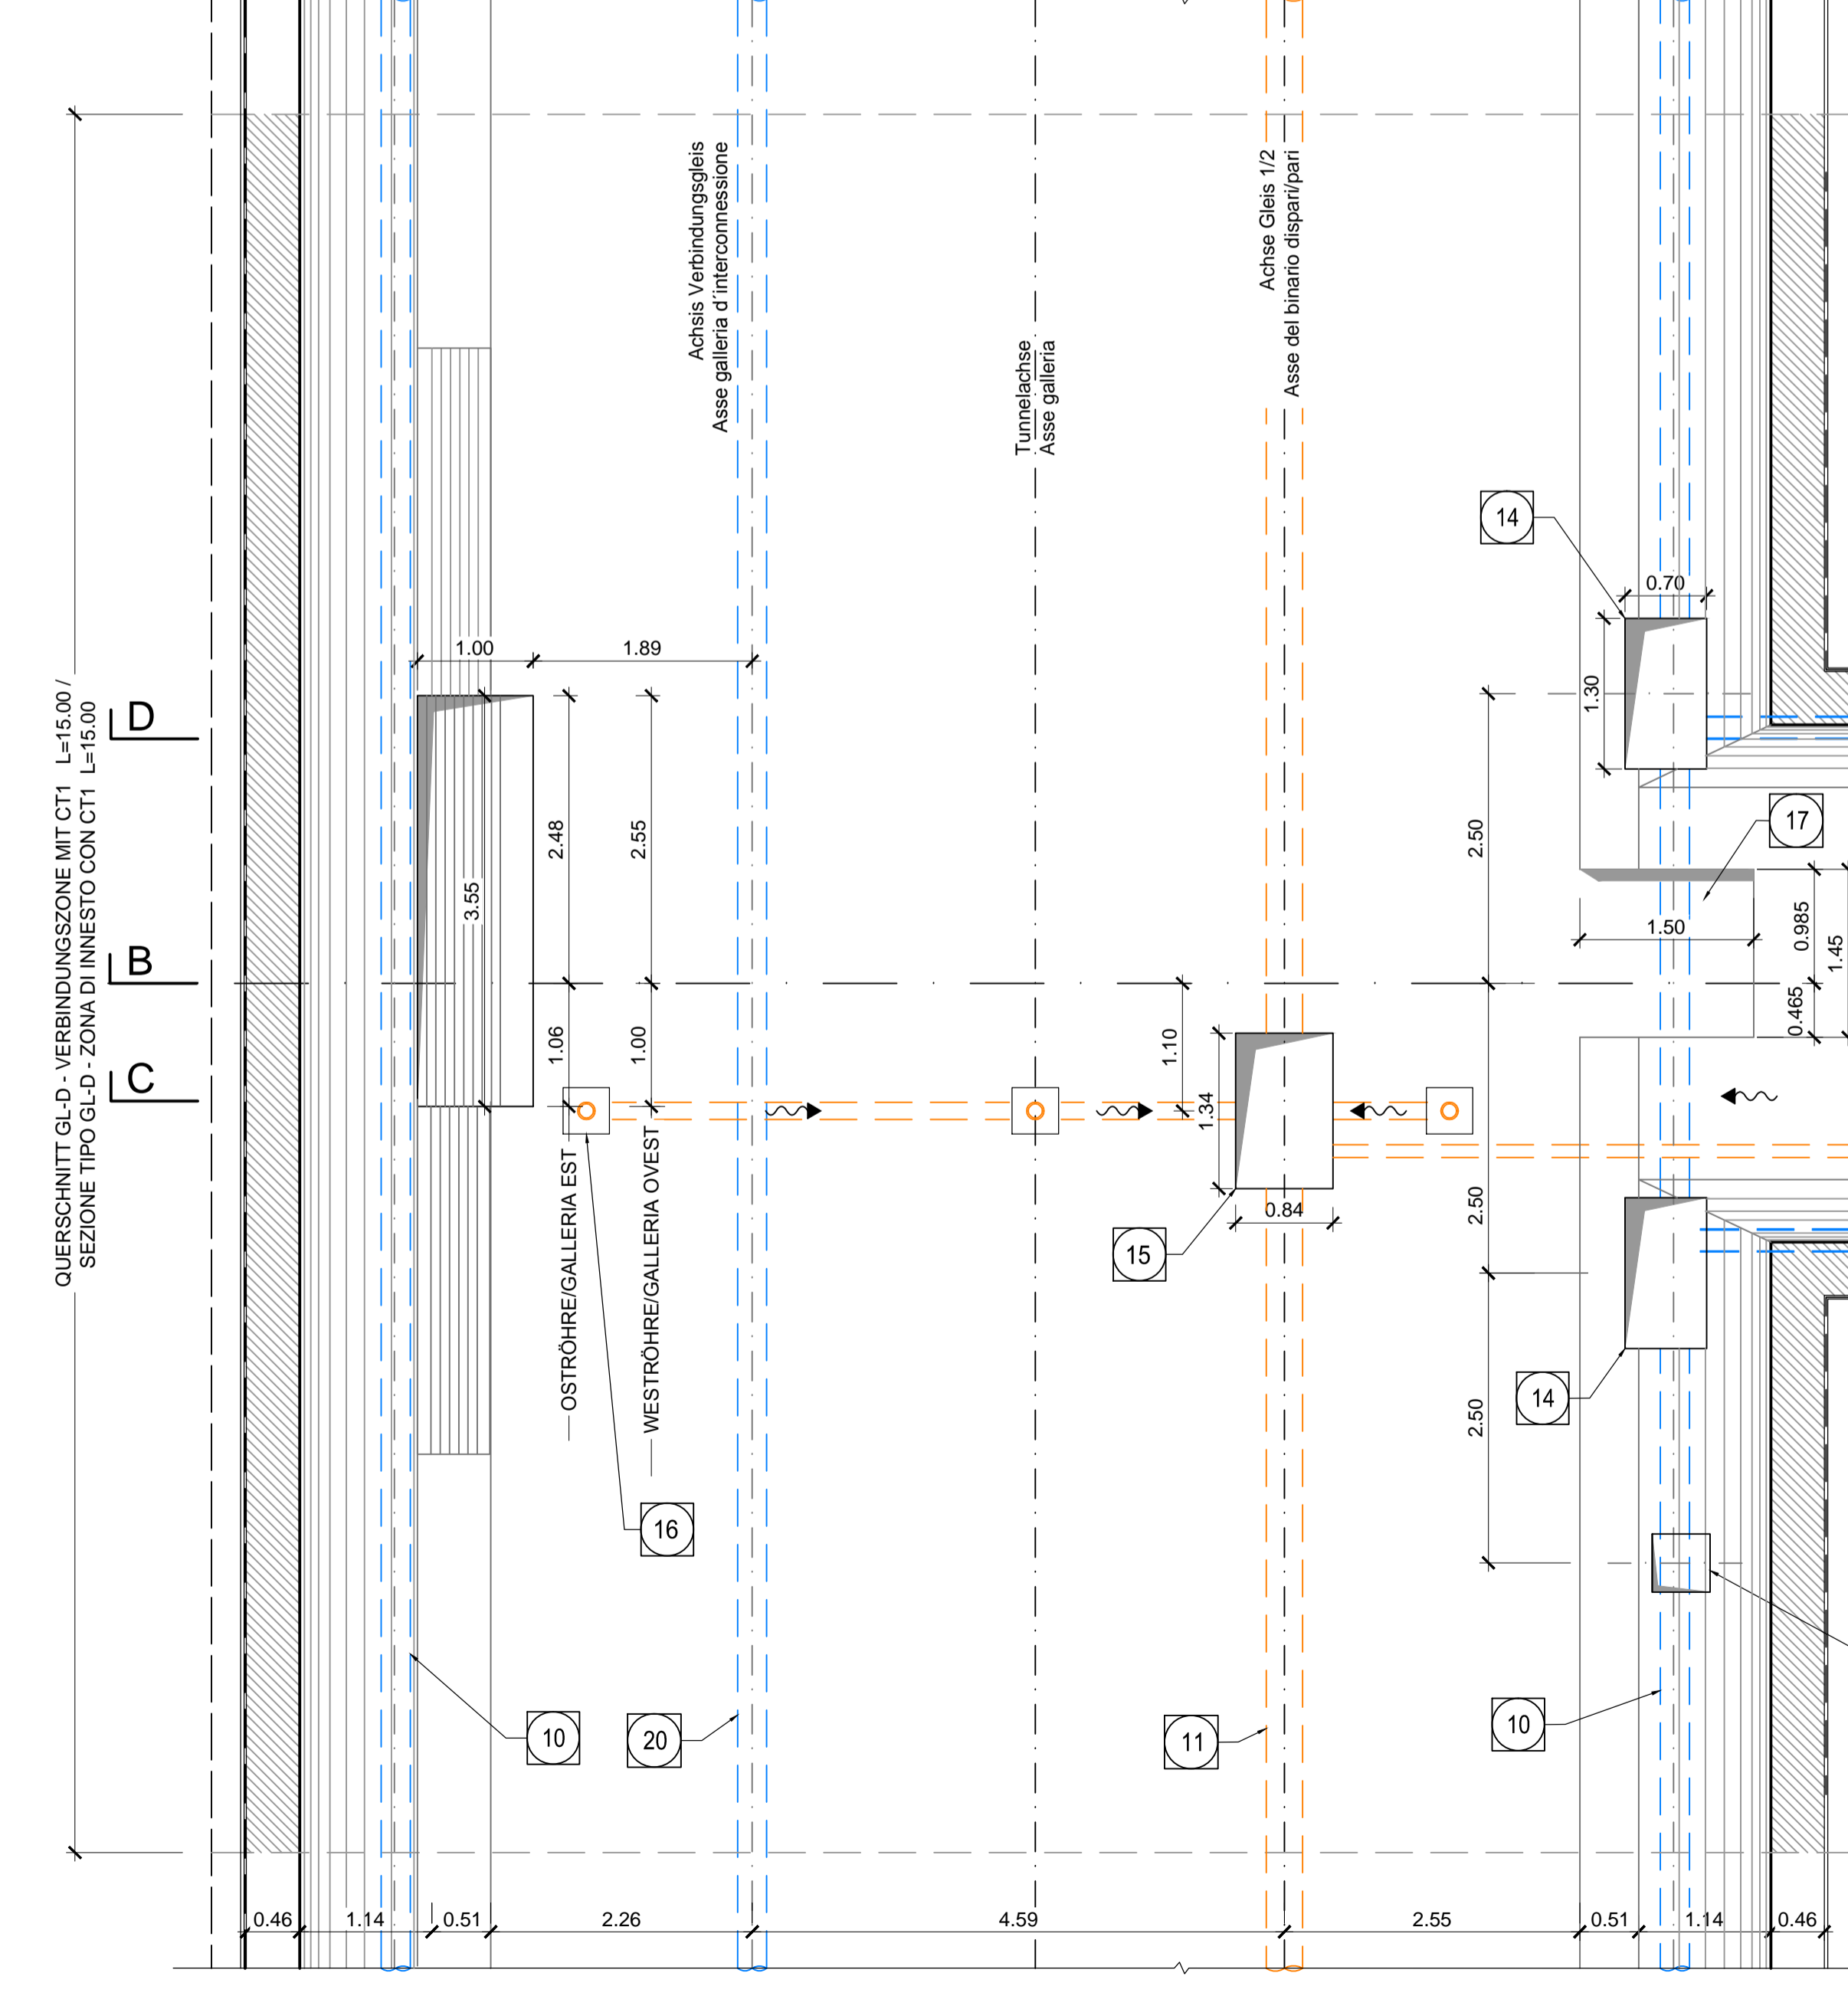 QUERSCHNITT GL-D - VERBINDUNGSZONE MIT CT1 L=15.00 /
SEZIONE TIPO GL-D - ZONA DI INNESTO CON CT1 L=15.00
Achsis Verbindungsgleis
Asse galleria d´interconnessione
Tunnelachse
Asse galleria
Achse Gleis 1/2
Asse del binario dispari/pari
14
0.70
1.30
1.00
1.89
D
2.48
2.55
3.55
2.50
17
1.50
0.985
1.45
0.465
B
1.06
1.00
1.10
C
1.34
0.84
15
2.50
OSTRÖHRE/GALLERIA EST
WESTRÖHRE/GALLERIA OVEST
14
2.50
16
10
20
11
10
0.46
1.14
0.51
2.26
4.59
2.55
0.51
1.14
0.46